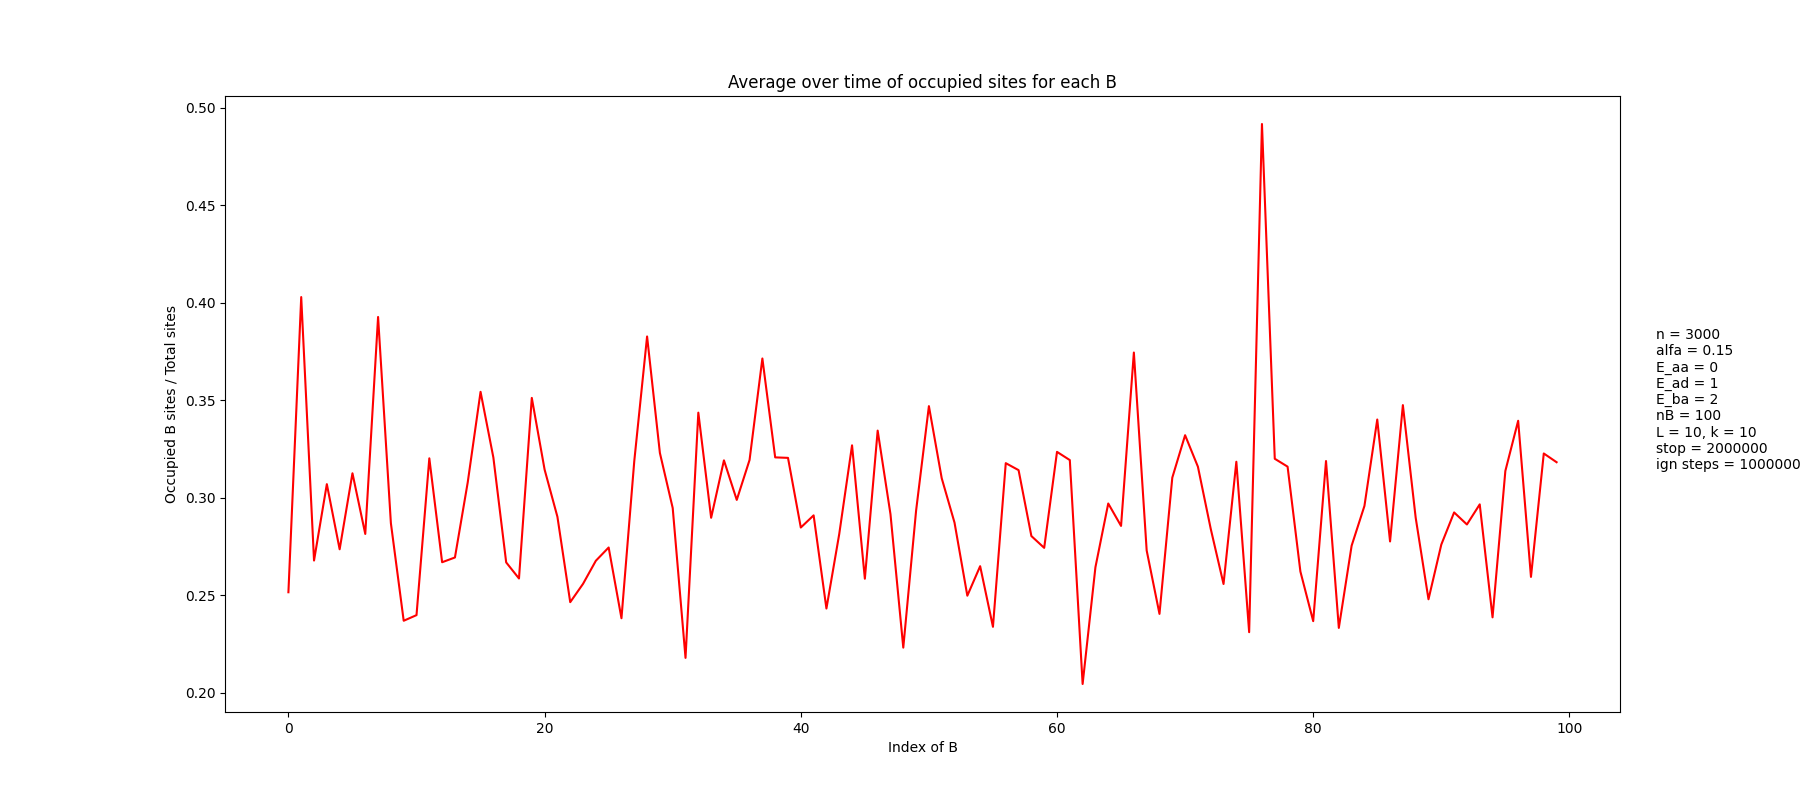 Average over time of occupied sites for each B
0.50
0.45
0.40
0.35
0.30
0.25
0.20
Occupied B sites / Total sites
0 20 40 60 80 100
Index of B
n = 3000
alfa = 0.15
E_aa = 0
E_ad = 1
E_ba = 2
nB = 100
L = 10, k = 10
stop = 2000000
ign steps = 1000000